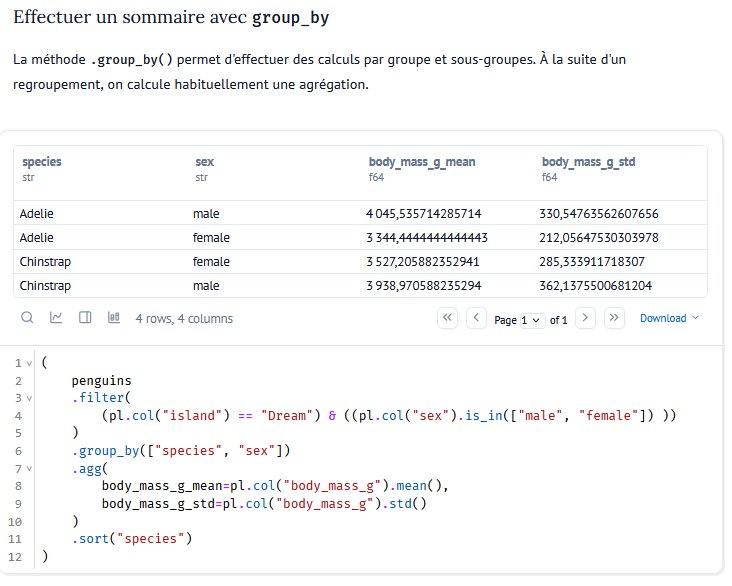 Effectuer un sommaire avec group_by
La méthode .group_by() permet d'effectuer des calculs par groupe et sous-groupes. À la suite d'un
regroupement, on calcule habituellement une agrégation.
species sex body_mass_g_mean body_mass_g_std
str str f64 f64
Adelie male 4 045,535714285714 330,54763562607656
Adelie female 3 344,4444444444443 212,05647530303978
Chinstrap female 3 527,205882352941 285,333911718307
Chinstrap male 3 938,970588235294 362,1375500681204
4 rows, 4 columns Page 1 of 1 Download
1 (
2     penguins
3     .filter(
4         (pl.col("island") == "Dream") & ((pl.col("sex").is_in(["male", "female"]) ))
5     )
6     .group_by(["species", "sex"])
7     .agg(
8         body_mass_g_mean=pl.col("body_mass_g").mean(),
9         body_mass_g_std=pl.col("body_mass_g").std()
10     )
11     .sort("species")
12 )